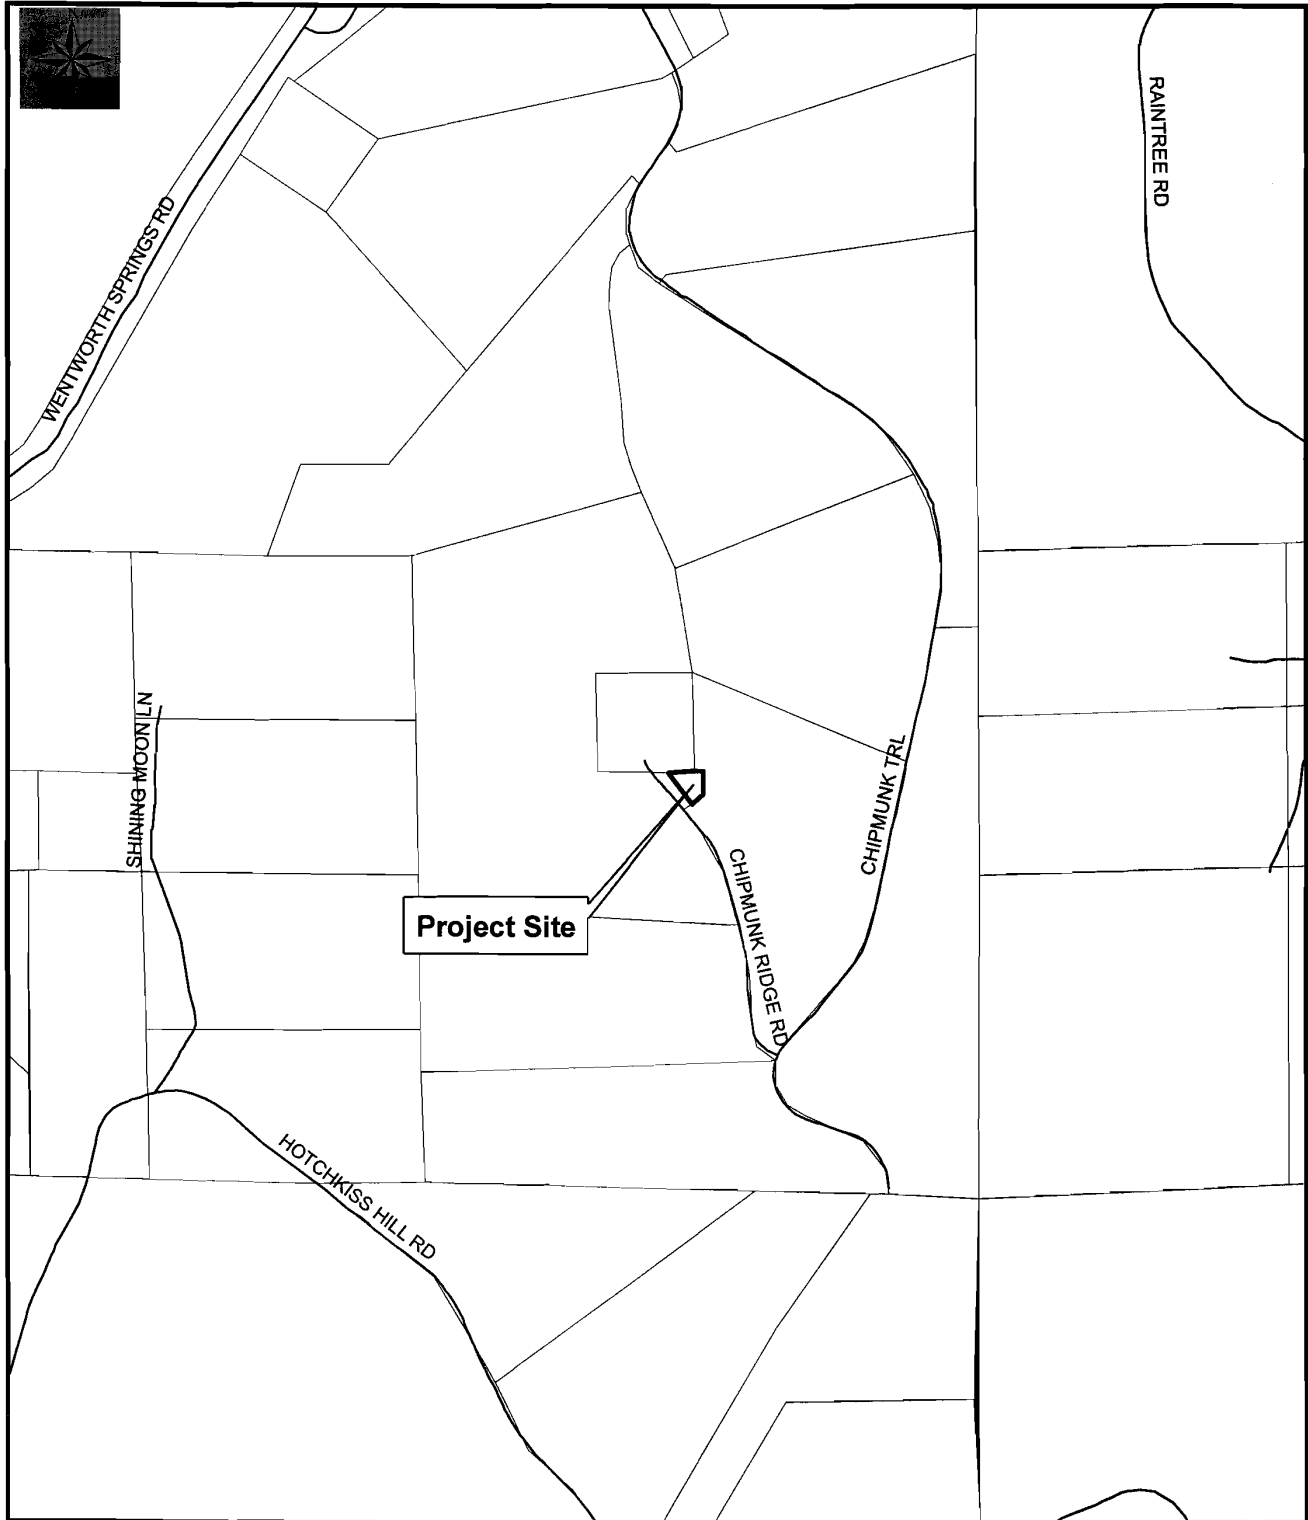 RAINTREE RD
WENTWORTH SPRINGS RD
SHINING MOON LN
CHIPMUNK TRL
CHIPMUNK RIDGE RD
Project Site
HOTCHKISS HILL RD